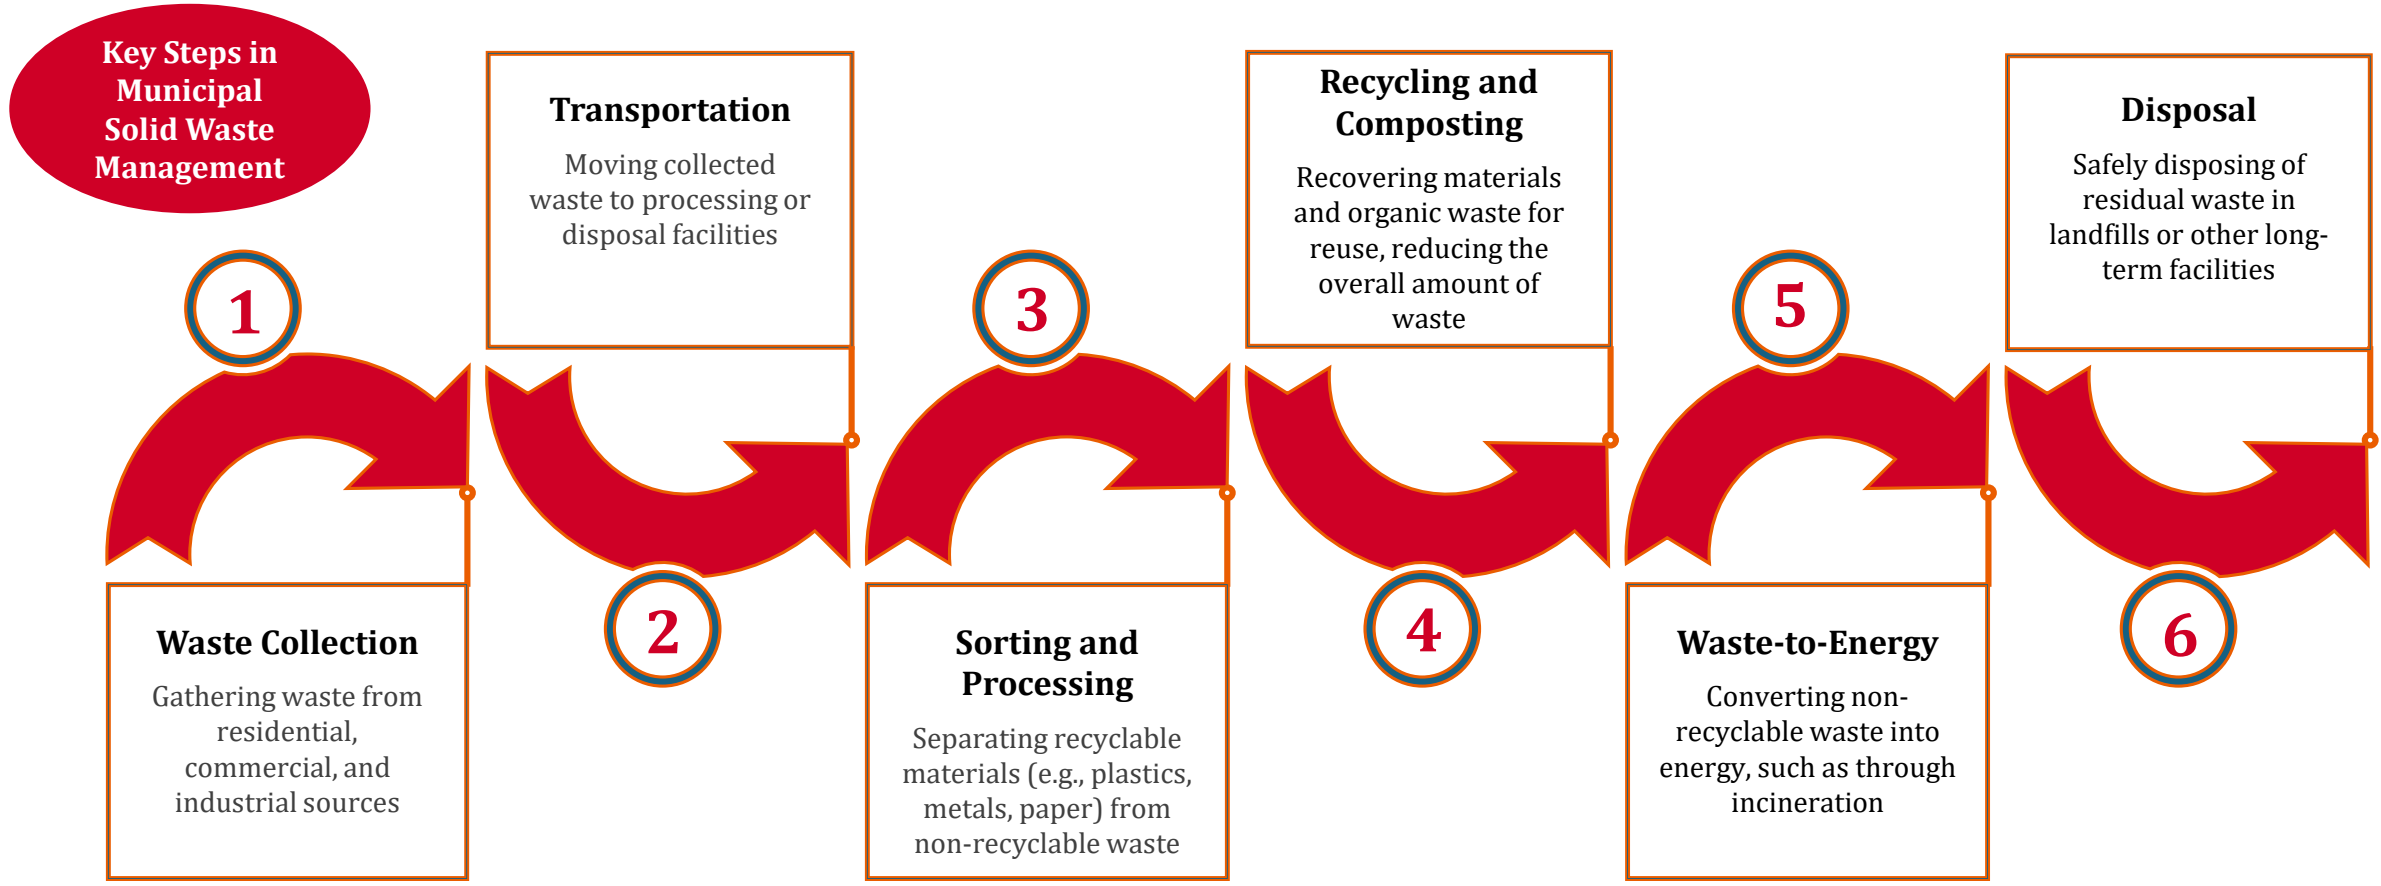 Key Steps in
Municipal
Solid Waste
Management
1
Waste Collection
Gathering waste from
residential,
commercial, and
industrial sources
Transportation
Moving collected
waste to processing or
disposal facilities
2
3
Sorting and
Processing
Separating recyclable
materials (e.g., plastics,
metals, paper) from
non-recyclable waste
Recycling and
Composting
Recovering materials
and organic waste for
reuse, reducing the
overall amount of
waste
4
5
Waste-to-Energy
Converting non-
recyclable waste into
energy, such as through
incineration
Disposal
Safely disposing of
residual waste in
landfills or other long-
term facilities
6